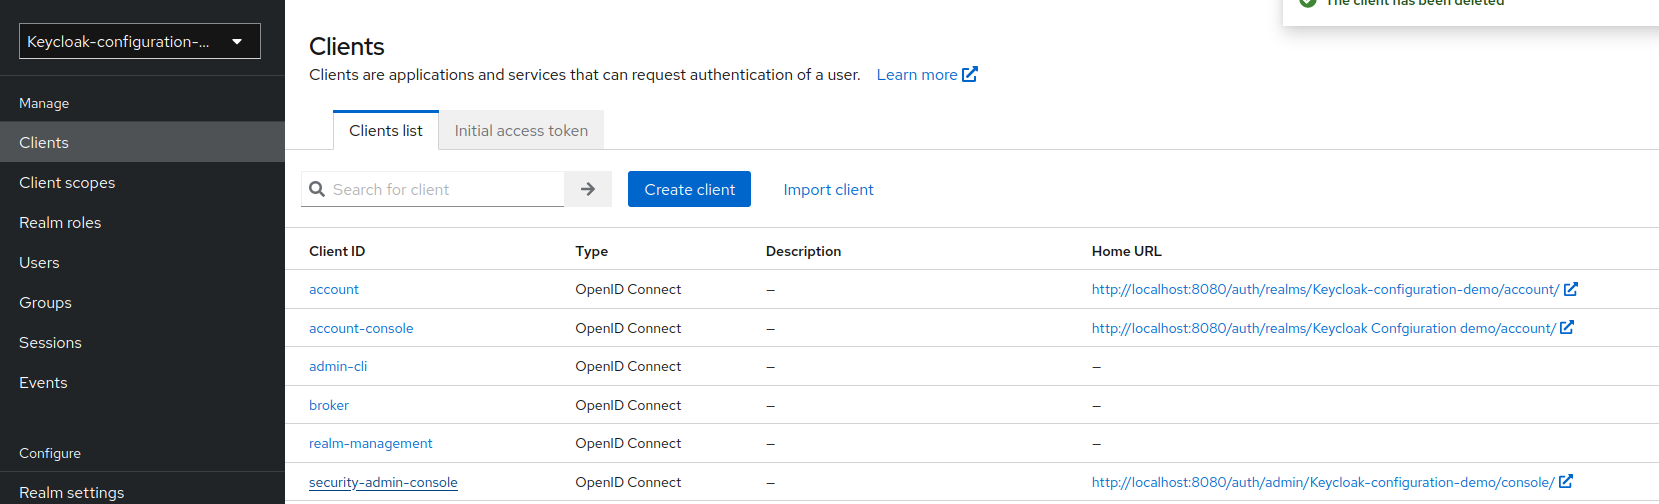 The client has been deleted
Keycloak-configuration-...
Manage
Clients
Client scopes
Realm roles
Users
Groups
Sessions
Events
Configure
Realm settings
Clients
Clients are applications and services that can request authentication of a user. Learn more
Clients list Initial access token
Search for client Create client Import client
Client ID Type Description Home URL
account OpenID Connect – http://localhost:8080/auth/realms/Keycloak-configuration-demo/account/
account-console OpenID Connect – http://localhost:8080/auth/realms/Keycloak Confgiuration demo/account/
admin-cli OpenID Connect – –
broker OpenID Connect – –
realm-management OpenID Connect – –
security-admin-console OpenID Connect – http://localhost:8080/auth/admin/Keycloak-configuration-demo/console/